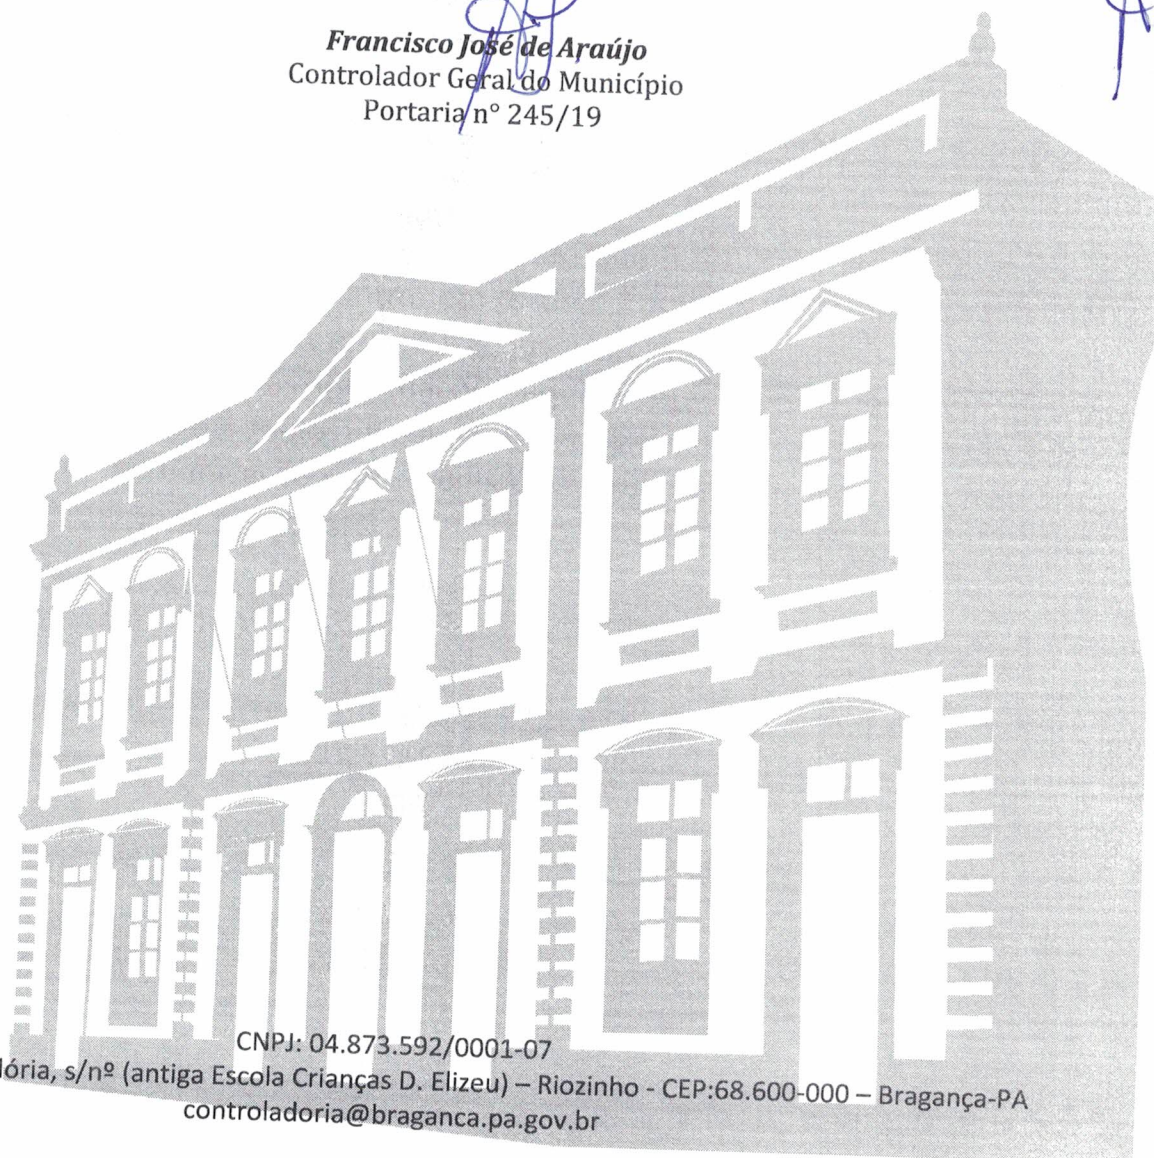 Francisco José de Araújo
Controlador Geral do Município
Portaria n° 245/19
CNPJ: 04.873.592/0001-07
s/nº (antiga Escola Crianças D. Elizeu) – Riozinho - CEP:68.600-000 – Bragança-PA
controladoria@braganca.pa.gov.br